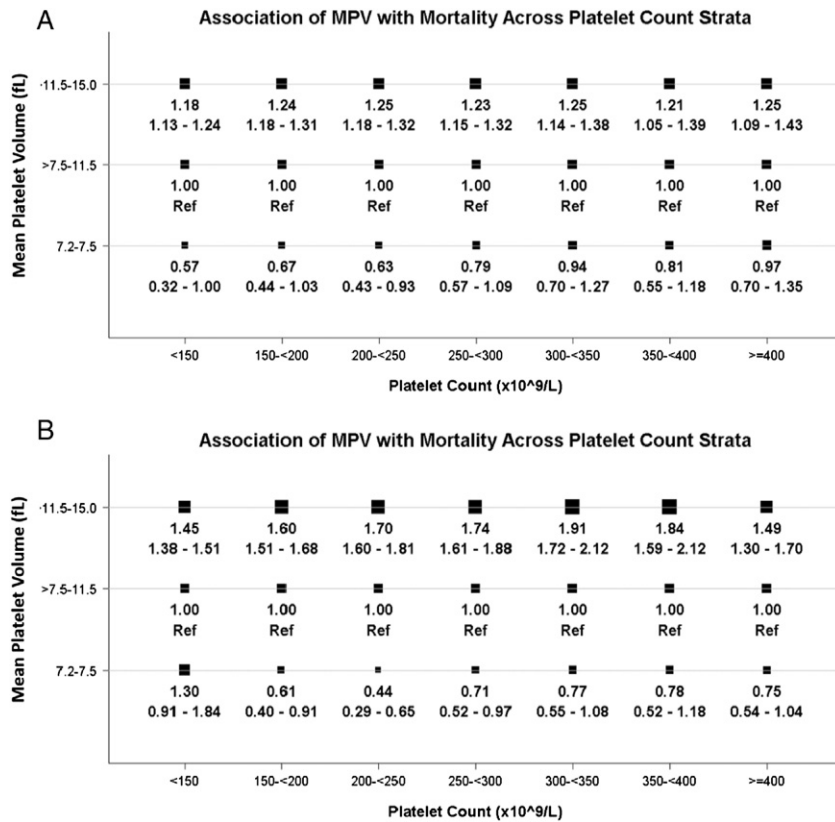 A
Association of MPV with Mortality Across Platelet Count Strata
Mean Platelet Volume (fL)
·11.5-15.0
1.18 1.24 1.25 1.23 1.25 1.21 1.25
1.13 - 1.24 1.18 - 1.31 1.18 - 1.32 1.15 - 1.32 1.14 - 1.38 1.05 - 1.39 1.09 - 1.43
>7.5-11.5
1.00 1.00 1.00 1.00 1.00 1.00 1.00
Ref Ref Ref Ref Ref Ref Ref
7.2-7.5
0.57 0.67 0.63 0.79 0.94 0.81 0.97
0.32 - 1.00 0.44 - 1.03 0.43 - 0.93 0.57 - 1.09 0.70 - 1.27 0.55 - 1.18 0.70 - 1.35
<150 150-<200 200-<250 250-<300 300-<350 350-<400 >=400
Platelet Count (x10^9/L)
B
Association of MPV with Mortality Across Platelet Count Strata
Mean Platelet Volume (fL)
·11.5-15.0
1.45 1.60 1.70 1.74 1.91 1.84 1.49
1.38 - 1.51 1.51 - 1.68 1.60 - 1.81 1.61 - 1.88 1.72 - 2.12 1.59 - 2.12 1.30 - 1.70
>7.5-11.5
1.00 1.00 1.00 1.00 1.00 1.00 1.00
Ref Ref Ref Ref Ref Ref Ref
7.2-7.5
1.30 0.61 0.44 0.71 0.77 0.78 0.75
0.91 - 1.84 0.40 - 0.91 0.29 - 0.65 0.52 - 0.97 0.55 - 1.08 0.52 - 1.18 0.54 - 1.04
<150 150-<200 200-<250 250-<300 300-<350 350-<400 >=400
Platelet Count (x10^9/L)